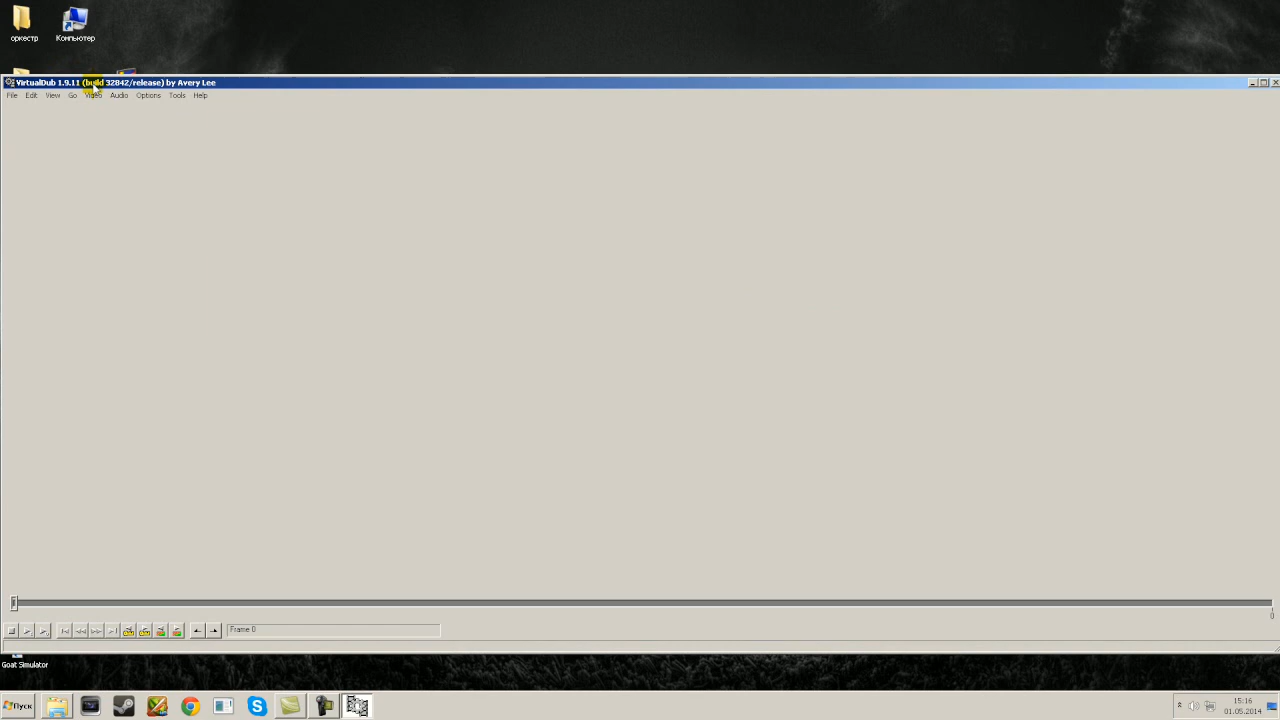 оркестр
Компьютер
VirtualDub 1.9.11 (build 32842/release) by Avery Lee
File Edit View Go Video Audio Options Tools Help
0
Frame 0
Goat Simulator
Пуск
15:16
01.05.2014